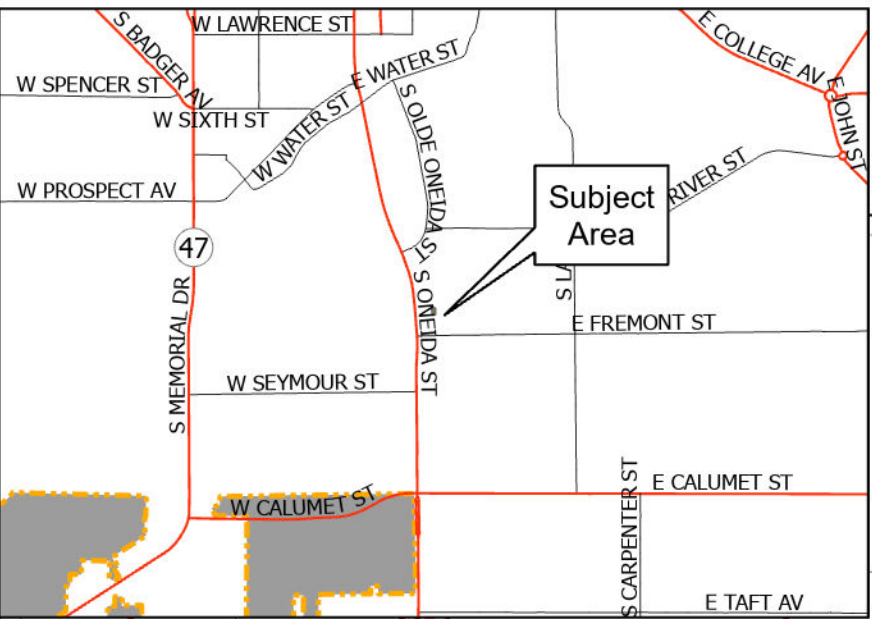 W LAWRENCE ST
S BADGER AV
E COLLEGE AV
E WATER ST
W SPENCER ST
W SIXTH ST
W WATER ST
S OLDE ONEIDA ST
E JOHN ST
W PROSPECT AV
RIVER ST
Subject
Area
47
S LA
S MEMORIAL DR
S ONEIDA ST
E FREMONT ST
W SEYMOUR ST
W CALUMET ST
E CALUMET ST
S CARPENTER ST
E TAFT AV